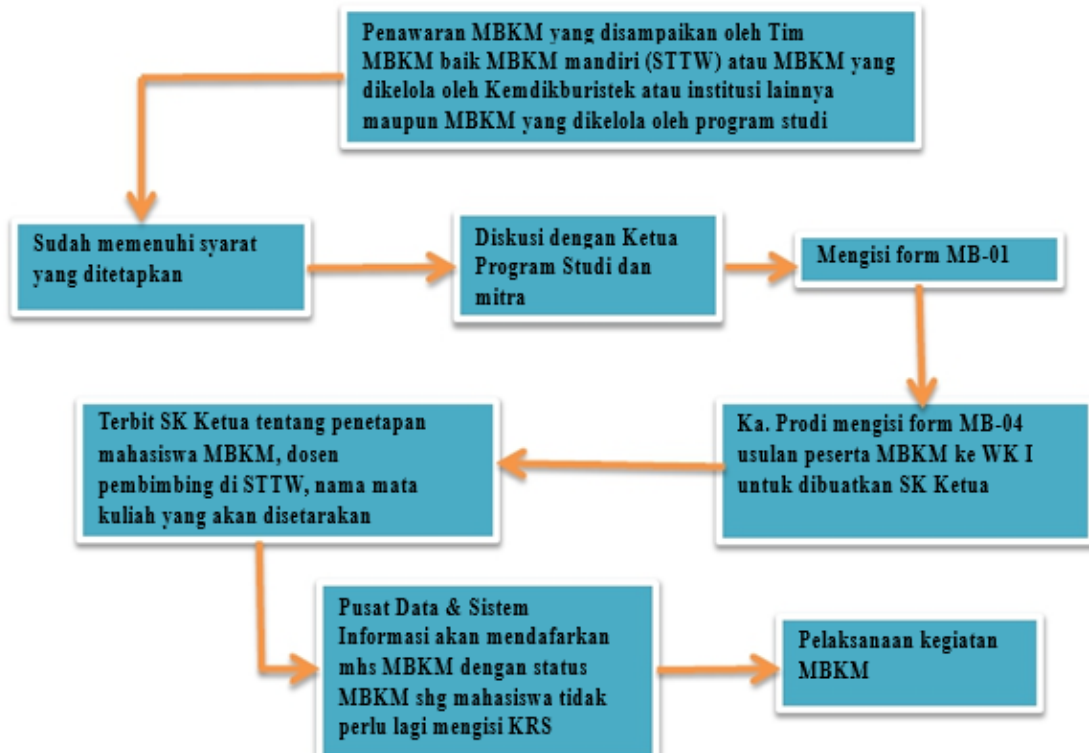 Penawaran MBKM yang disampaikan oleh Tim
MBKM baik MBKM mandiri (STTW) atau MBKM yang
dikelola oleh Kemdikburistek atau institusi lainnya
maupun MBKM yang dikelola oleh program studi
Sudah memenuhi syarat
yang ditetapkan
Diskusi dengan Ketua
Program Studi dan
mitra
Mengisi form MB-01
Ka. Prodi mengisi form MB-04
usulan peserta MBKM ke WK I
untuk dibuatkan SK Ketua
Terbit SK Ketua tentang penetapan
mahasiswa MBKM, dosen
pembimbing di STTW, nama mata
kuliah yang akan disetarakan
Pusat Data & Sistem
Informasi akan mendafarkan
mhs MBKM dengan status
MBKM shg mahasiswa tidak
perlu lagi mengisi KRS
Pelaksanaan kegiatan
MBKM